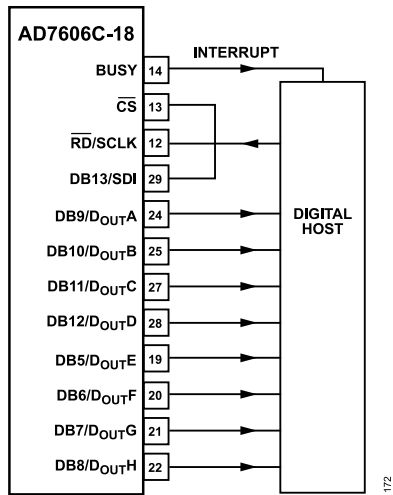 AD7606C-18
INTERRUPT
BUSY 14
CS 13
RD/SCLK 12
DB13/SDI 29
DB9/DOUTA 24
DIGITAL
HOST
DB10/DOUTB 25
DB11/DOUTC 27
DB12/DOUTD 28
DB5/DOUTE 19
DB6/DOUTF 20
DB7/DOUTG 21
DB8/DOUTH 22
172